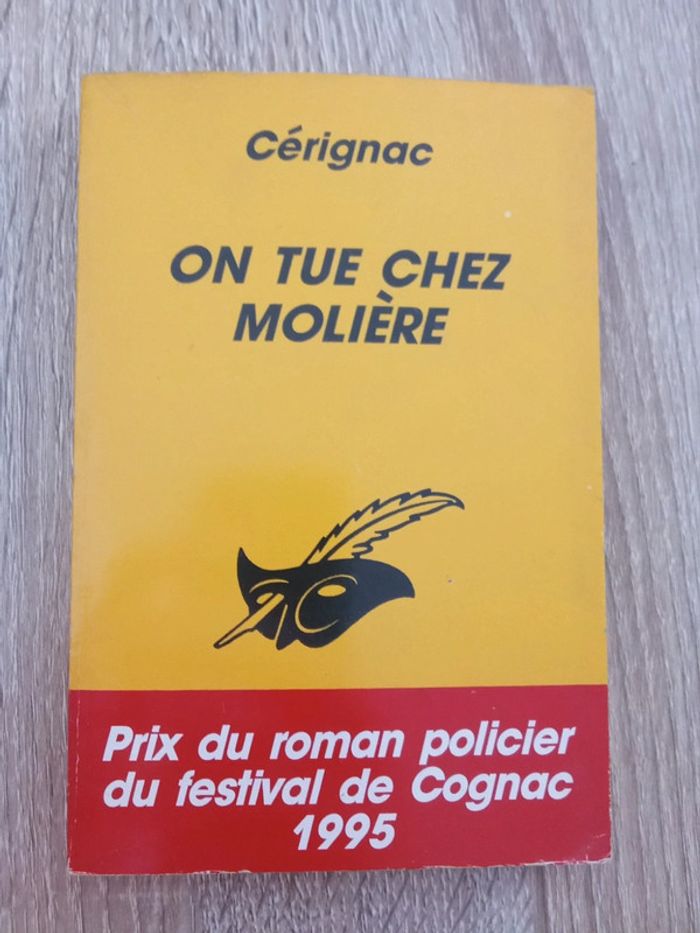 Cérignac
ON TUE CHEZ
MOLIÈRE
Prix du roman policier
du festival de Cognac
1995